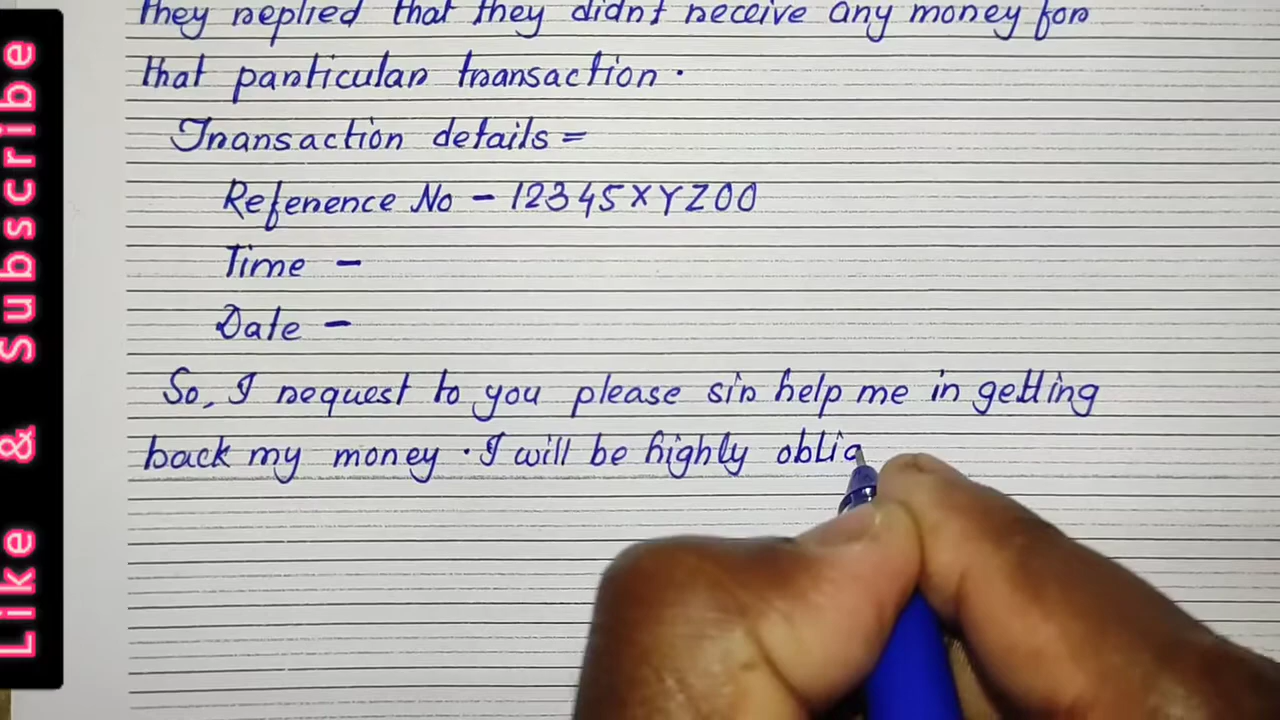 they replied that they didn't receive any money for
that particular transaction.
Transaction details =
Reference No - 12345XYZ00
Time -
Date -
So, I request to you please sir help me in getting
back my money. I will be highly oblig
Like & Subscribe